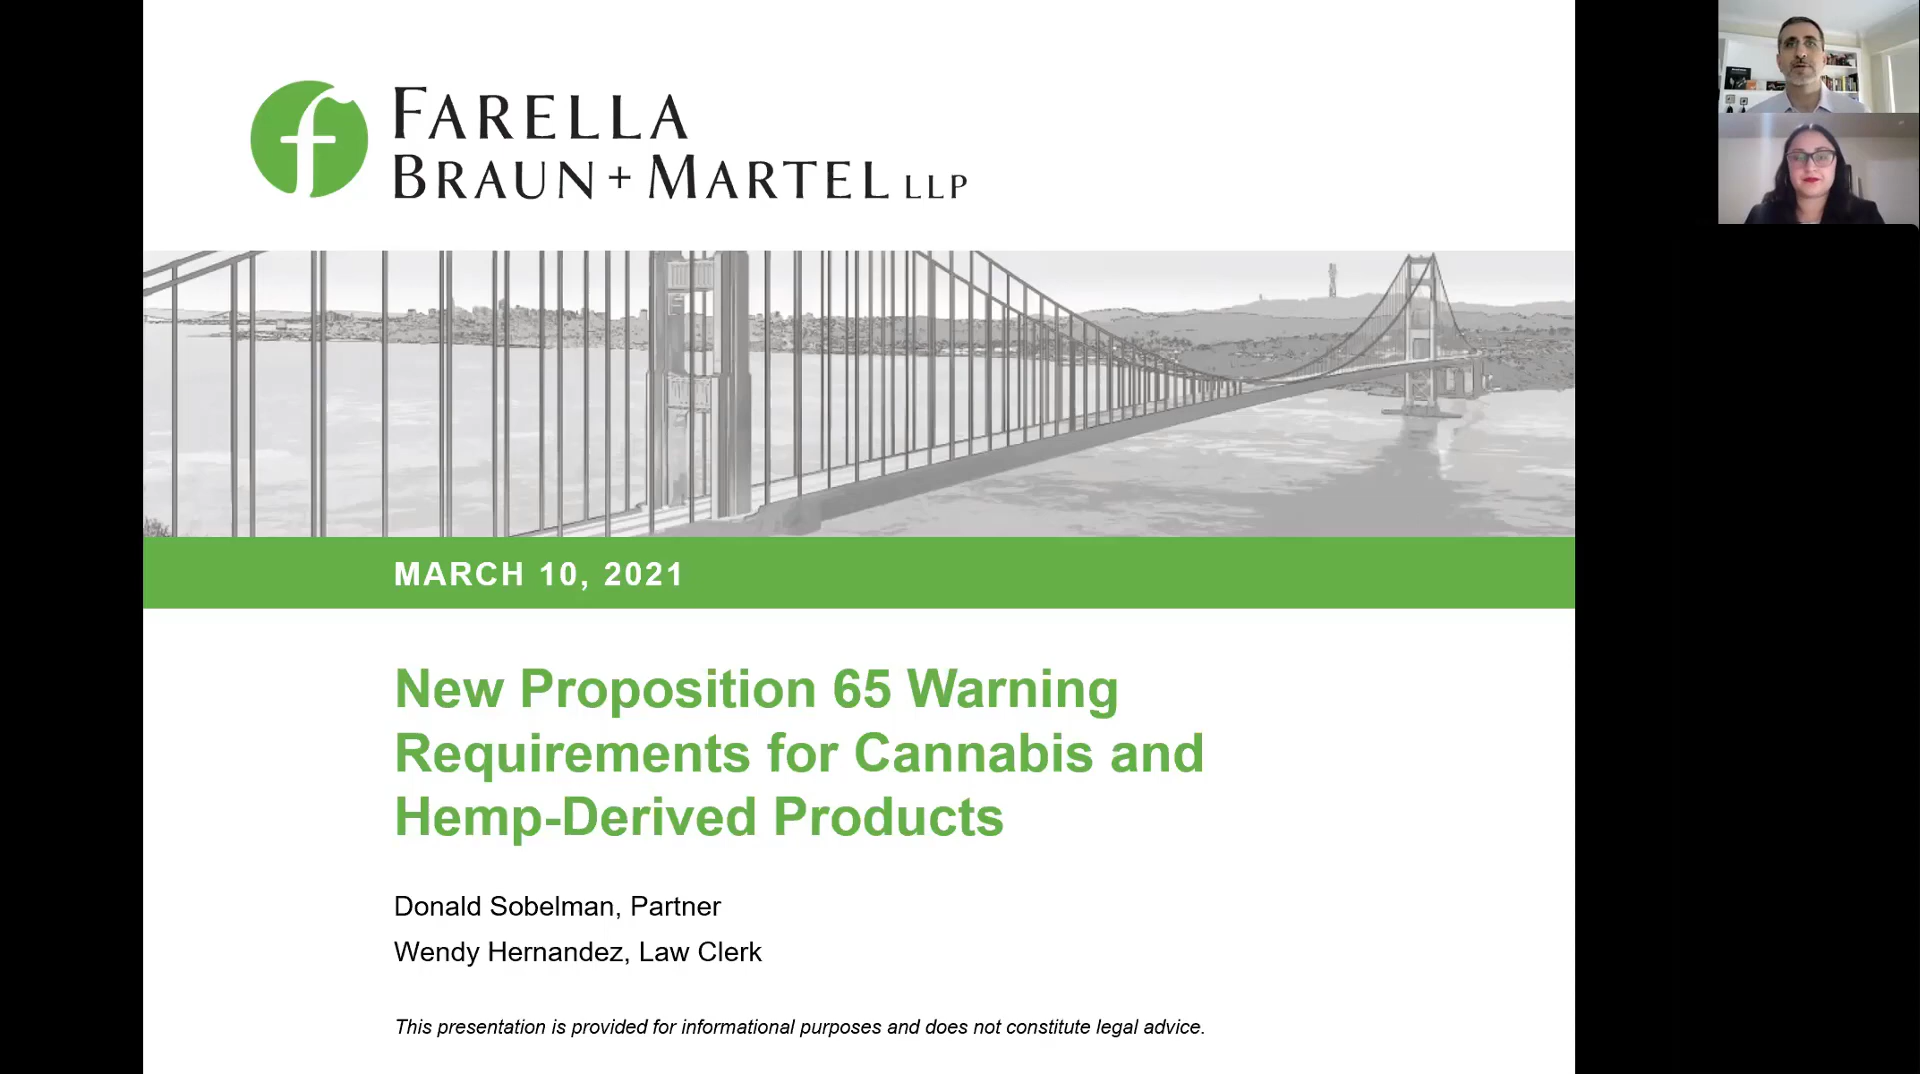 f
FARELLA
BRAUN + MARTEL LLP
MARCH 10, 2021
New Proposition 65 Warning
Requirements for Cannabis and
Hemp-Derived Products
Donald Sobelman, Partner
Wendy Hernandez, Law Clerk
This presentation is provided for informational purposes and does not constitute legal advice.